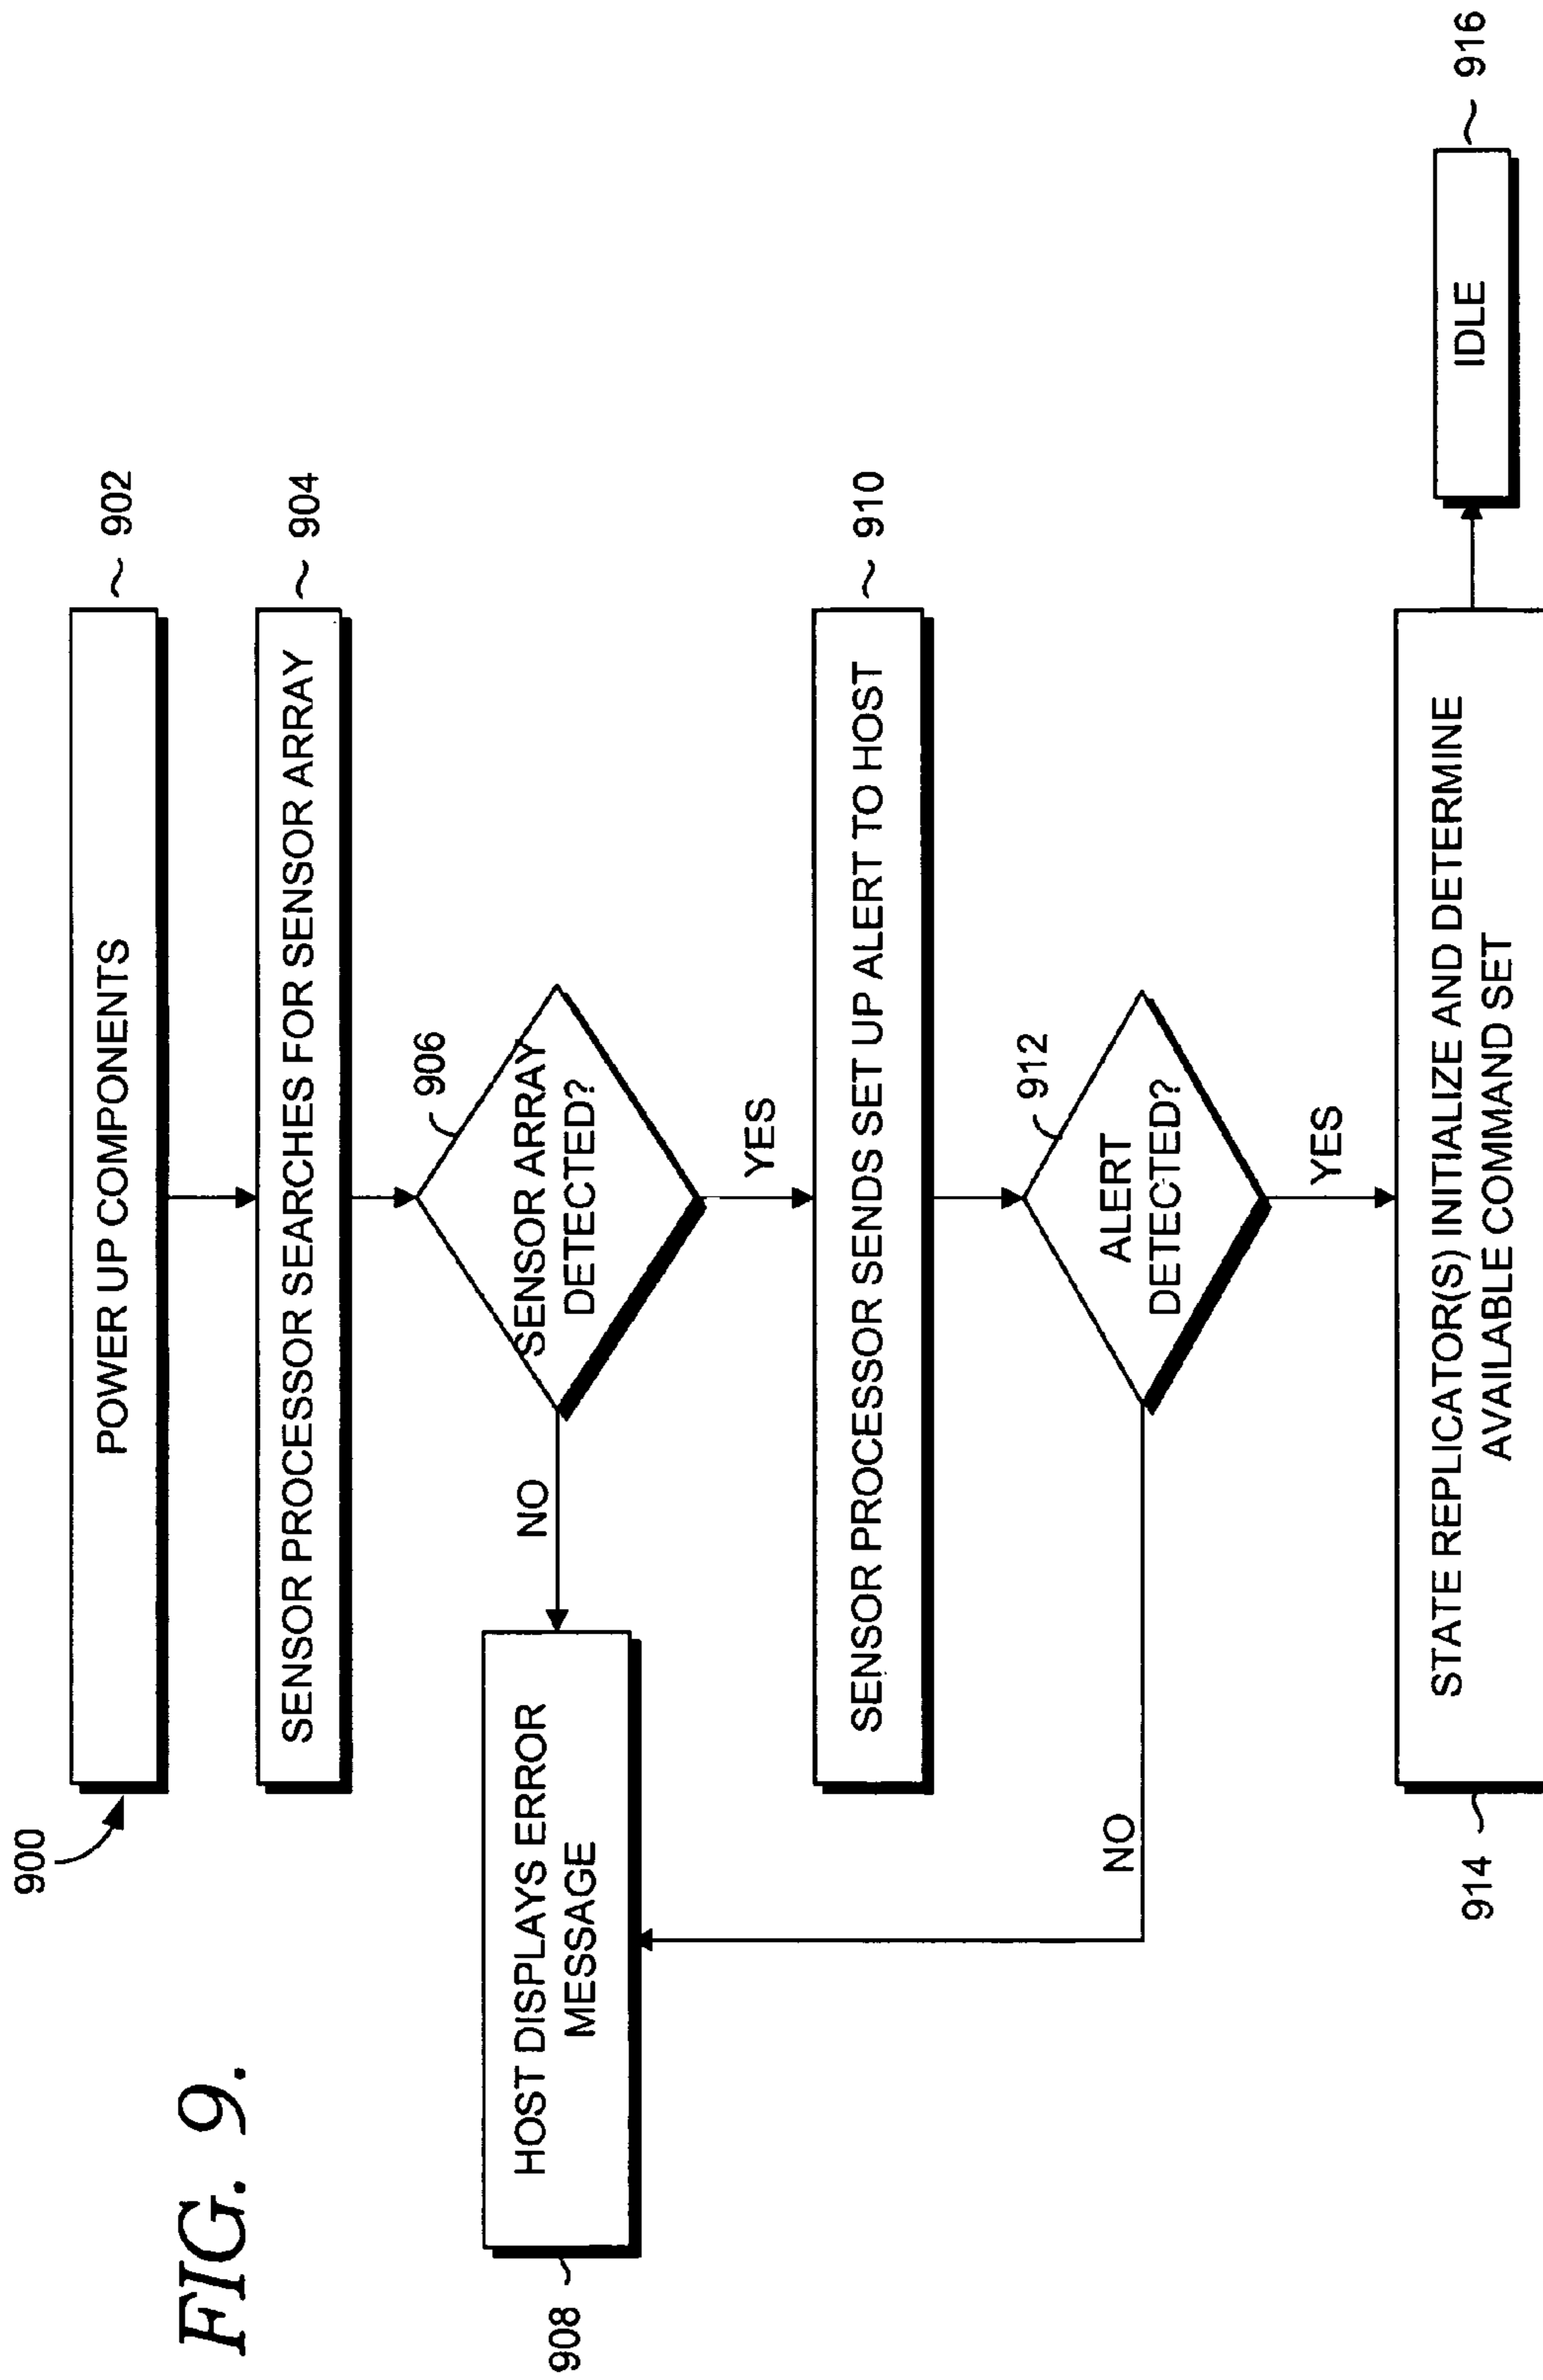 FIG. 9.
900
POWER UP COMPONENTS
902
SENSOR PROCESSOR SEARCHES FOR SENSOR ARRAY
904
906
SENSOR ARRAY
DETECTED?
NO
HOST DISPLAYS ERROR
MESSAGE
908
YES
SENSOR PROCESSOR SENDS SET UP ALERT TO HOST
910
912
ALERT
DETECTED?
NO
YES
STATE REPLICATOR(S) INITIALIZE AND DETERMINE
AVAILABLE COMMAND SET
914
IDLE
916